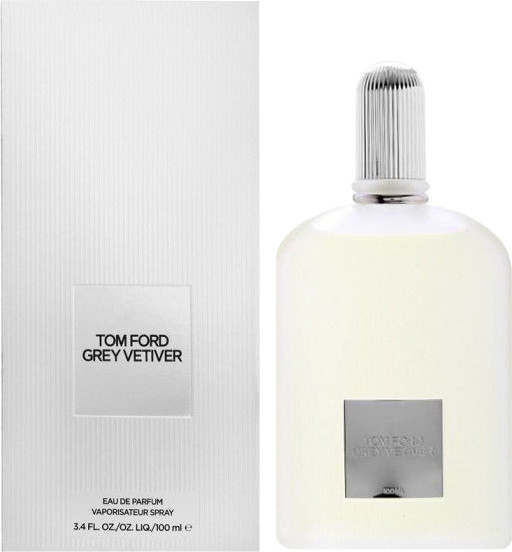 TOM FORD
GREY VETIVER
EAU DE PARFUM
VAPORISATEUR SPRAY
3.4 FL. OZ./OZ. LIQ./100 ml ℮
TOM FORD
GREY VETIVER
100ML